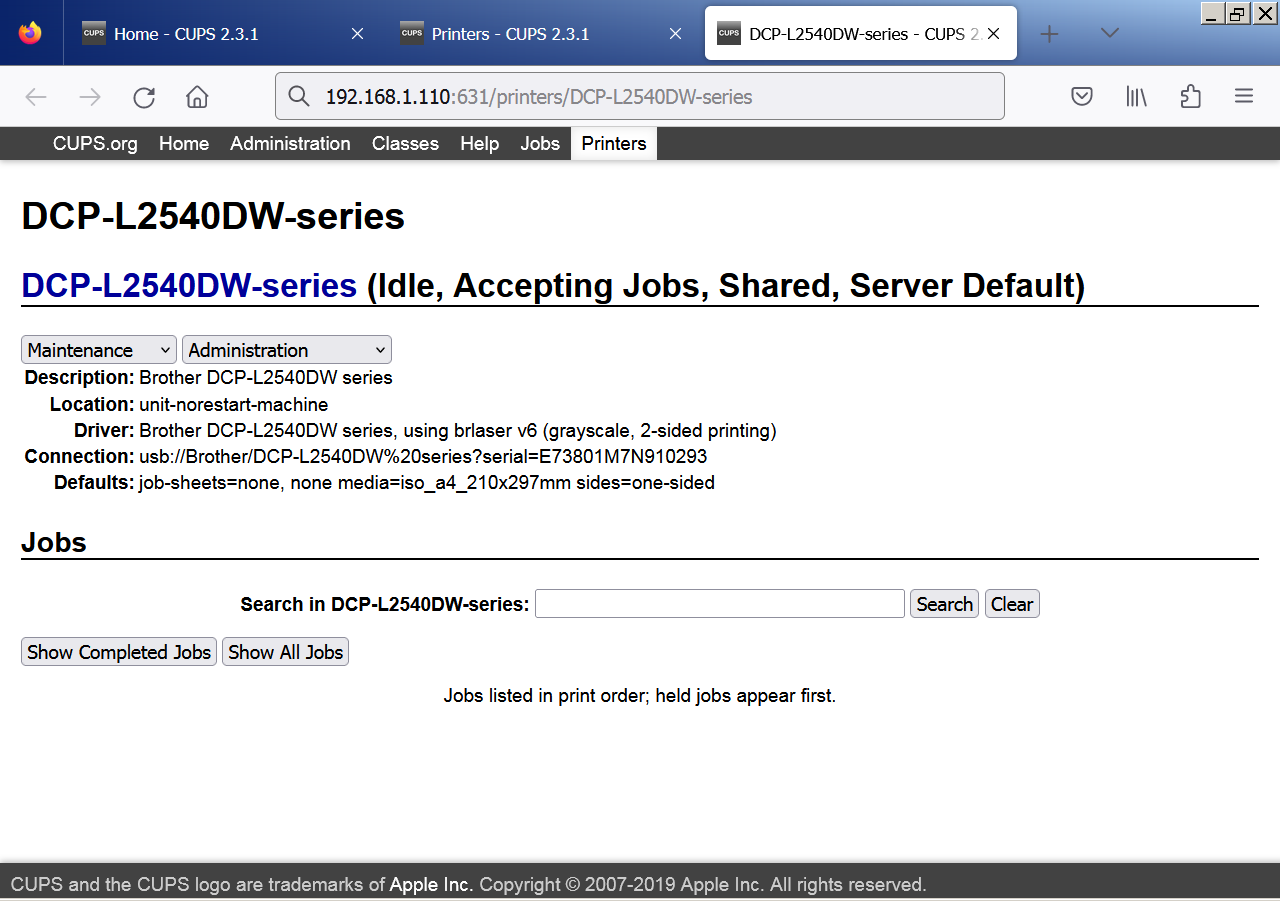 CUPS Home - CUPS 2.3.1 CUPS Printers - CUPS 2.3.1 CUPS DCP-L2540DW-series - CUPS 2.
192.168.1.110:631/printers/DCP-L2540DW-series
CUPS.org Home Administration Classes Help Jobs Printers
DCP-L2540DW-series
DCP-L2540DW-series (Idle, Accepting Jobs, Shared, Server Default)
Maintenance Administration
Description: Brother DCP-L2540DW series
Location: unit-norestart-machine
Driver: Brother DCP-L2540DW series, using brlaser v6 (grayscale, 2-sided printing)
Connection: usb://Brother/DCP-L2540DW%20series?serial=E73801M7N910293
Defaults: job-sheets=none, none media=iso_a4_210x297mm sides=one-sided
Jobs
Search in DCP-L2540DW-series: Search Clear
Show Completed Jobs Show All Jobs
Jobs listed in print order; held jobs appear first.
CUPS and the CUPS logo are trademarks of Apple Inc. Copyright © 2007-2019 Apple Inc. All rights reserved.